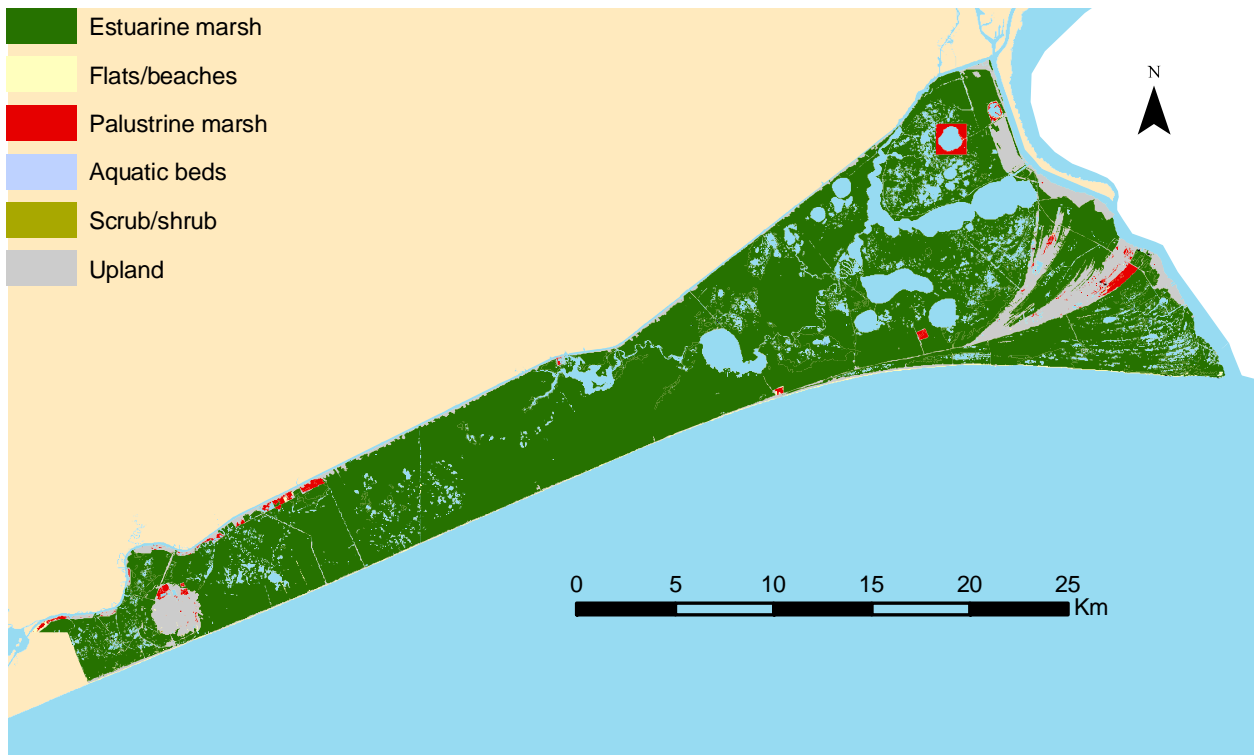 Estuarine marsh
Flats/beaches
Palustrine marsh
Aquatic beds
Scrub/shrub
Upland
N
0 5 10 15 20 25
Km